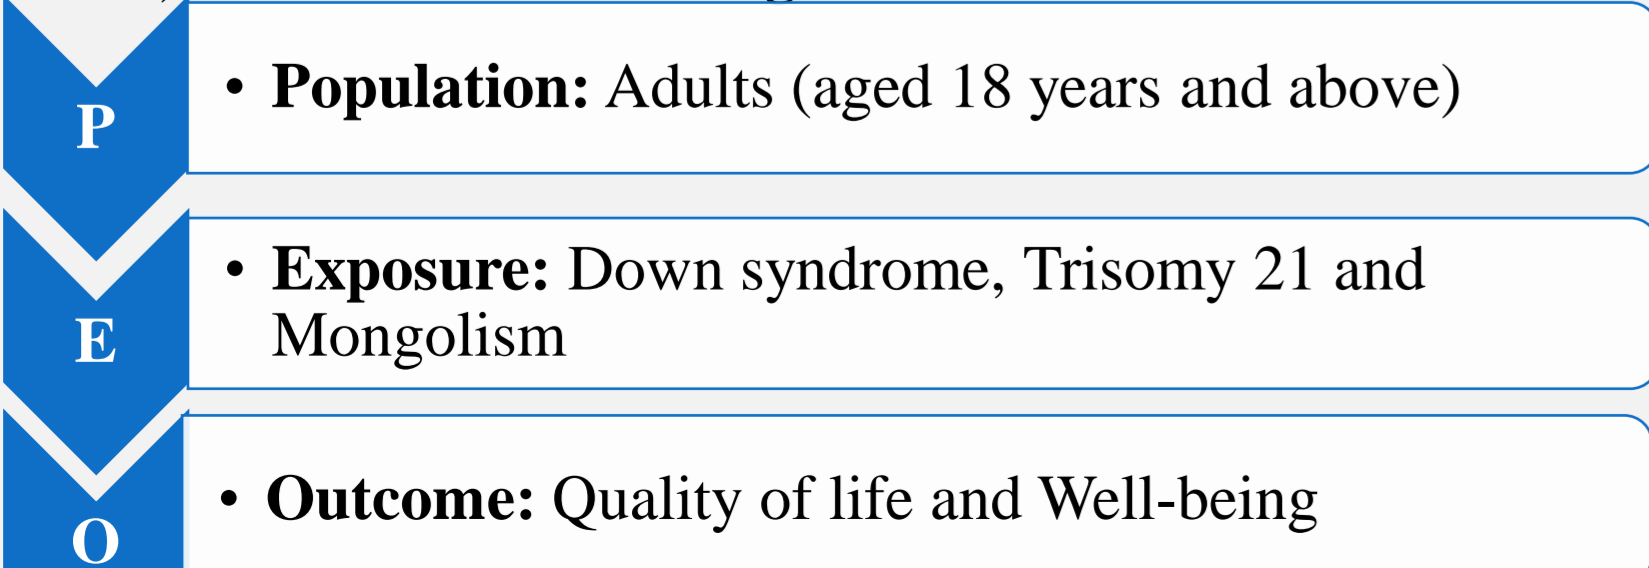 P
• Population: Adults (aged 18 years and above)
E
• Exposure: Down syndrome, Trisomy 21 and
Mongolism
O
• Outcome: Quality of life and Well-being